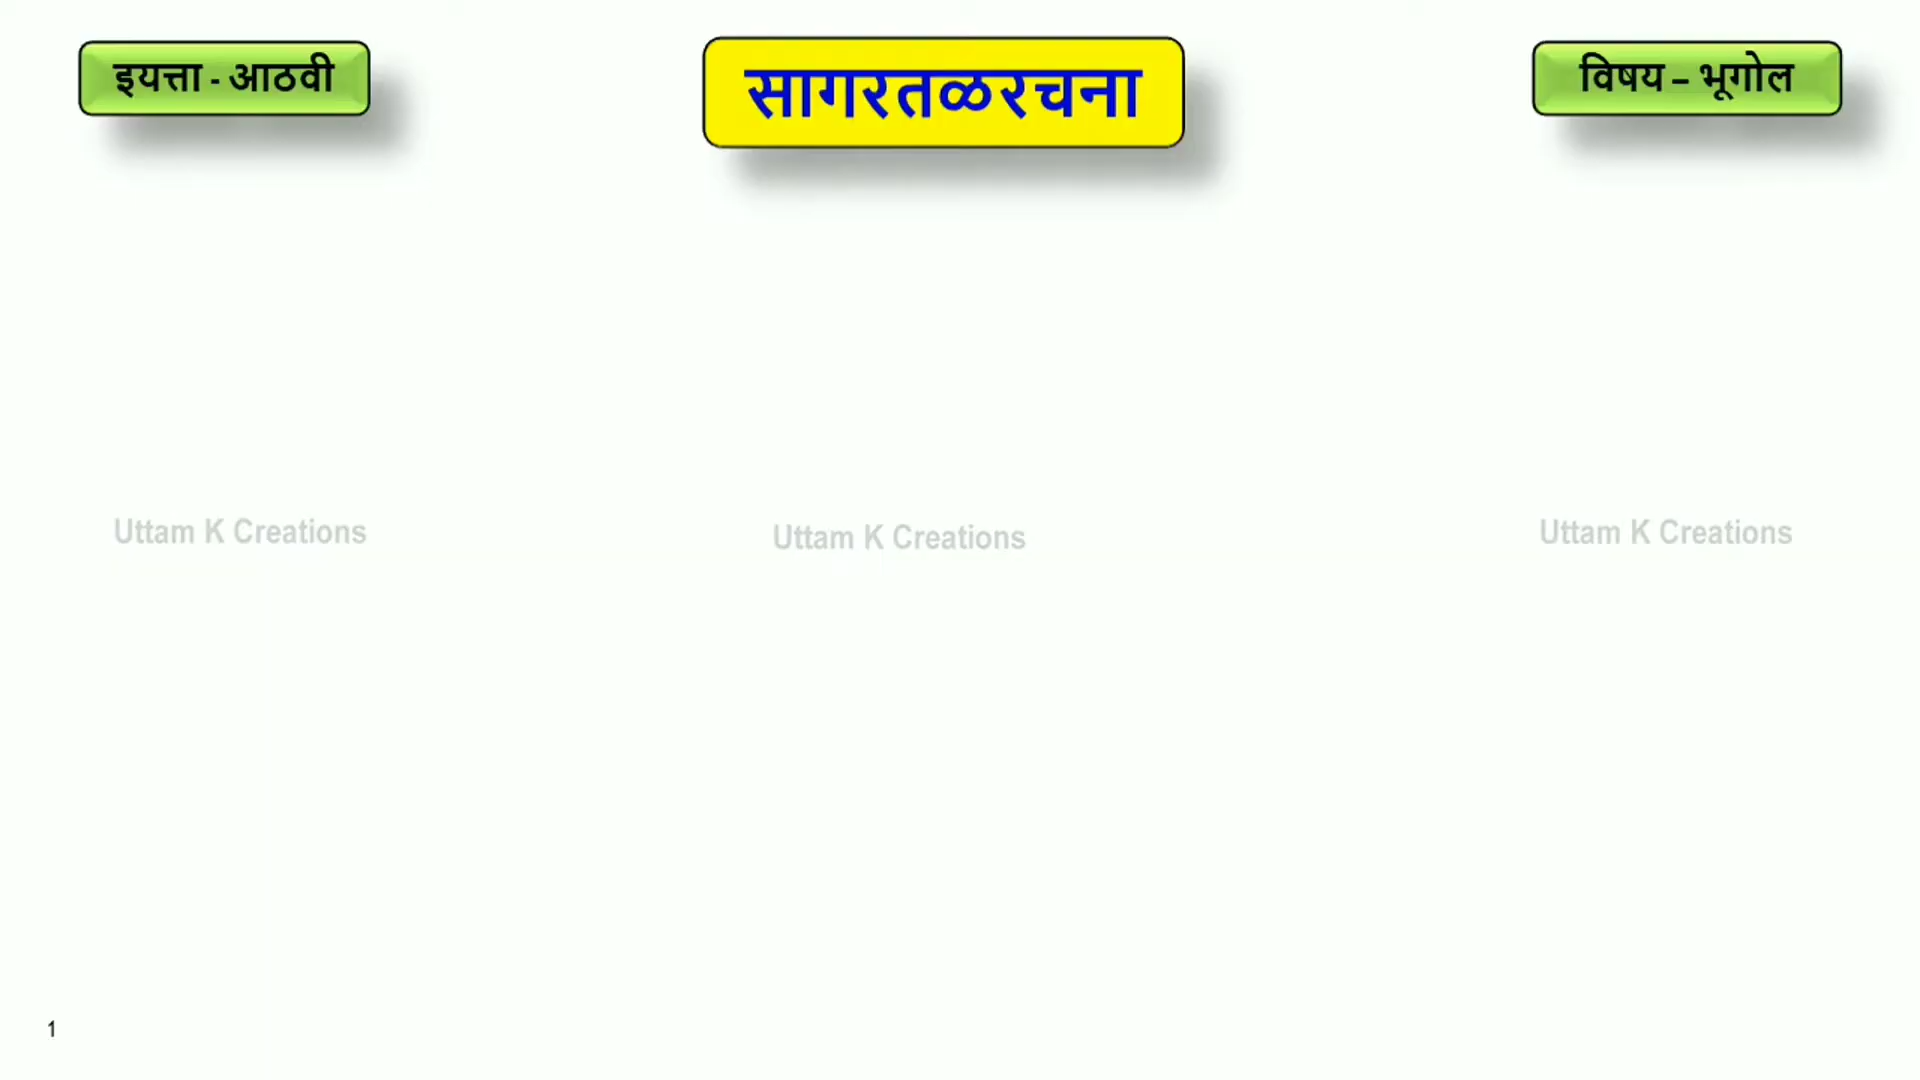 इयत्ता - आठवी
सागरतळरचना
विषय – भूगोल
Uttam K Creations
Uttam K Creations
Uttam K Creations
1